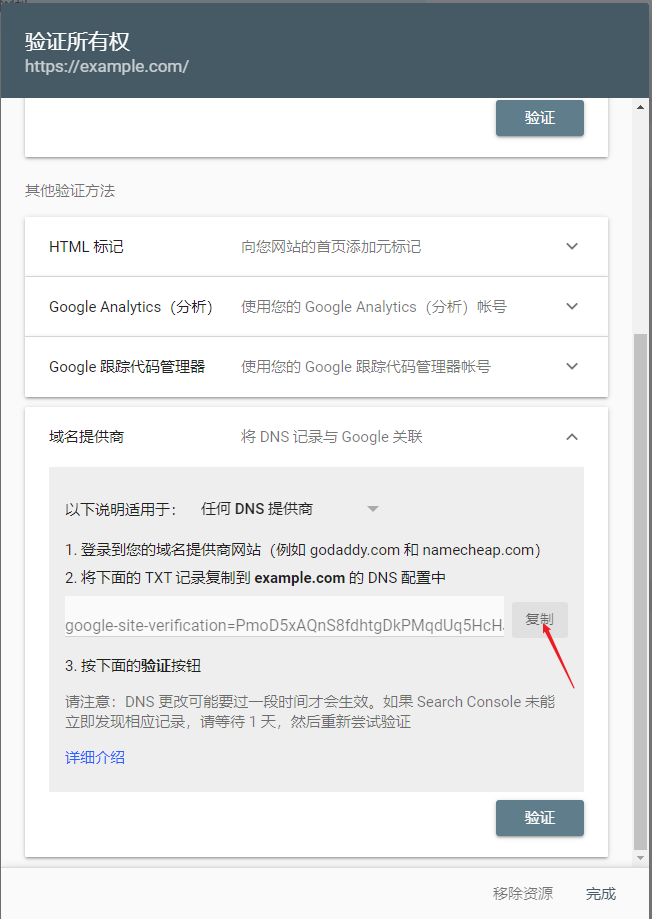 验证所有权
https://example.com/
验证
其他验证方法
HTML 标记 向您网站的首页添加元标记
Google Analytics（分析） 使用您的 Google Analytics（分析）帐号
Google 跟踪代码管理器 使用您的 Google 跟踪代码管理器帐号
域名提供商 将 DNS 记录与 Google 关联
以下说明适用于： 任何 DNS 提供商
1. 登录到您的域名提供商网站（例如 godaddy.com 和 namecheap.com）
2. 将下面的 TXT 记录复制到 example.com 的 DNS 配置中
google-site-verification=PmoD5xAQnS8fdhtgDkPMqdUq5HcH 复制
3. 按下面的验证按钮
请注意：DNS 更改可能要过一段时间才会生效。如果 Search Console 未能
立即发现相应记录，请等待 1 天，然后重新尝试验证
详细介绍
验证
移除资源 完成